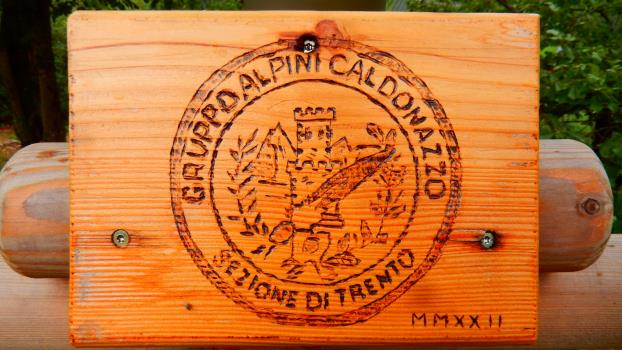 GRUPPO ALPINI CALDONAZZO
SEZIONE DI TRENTO
MMXXII